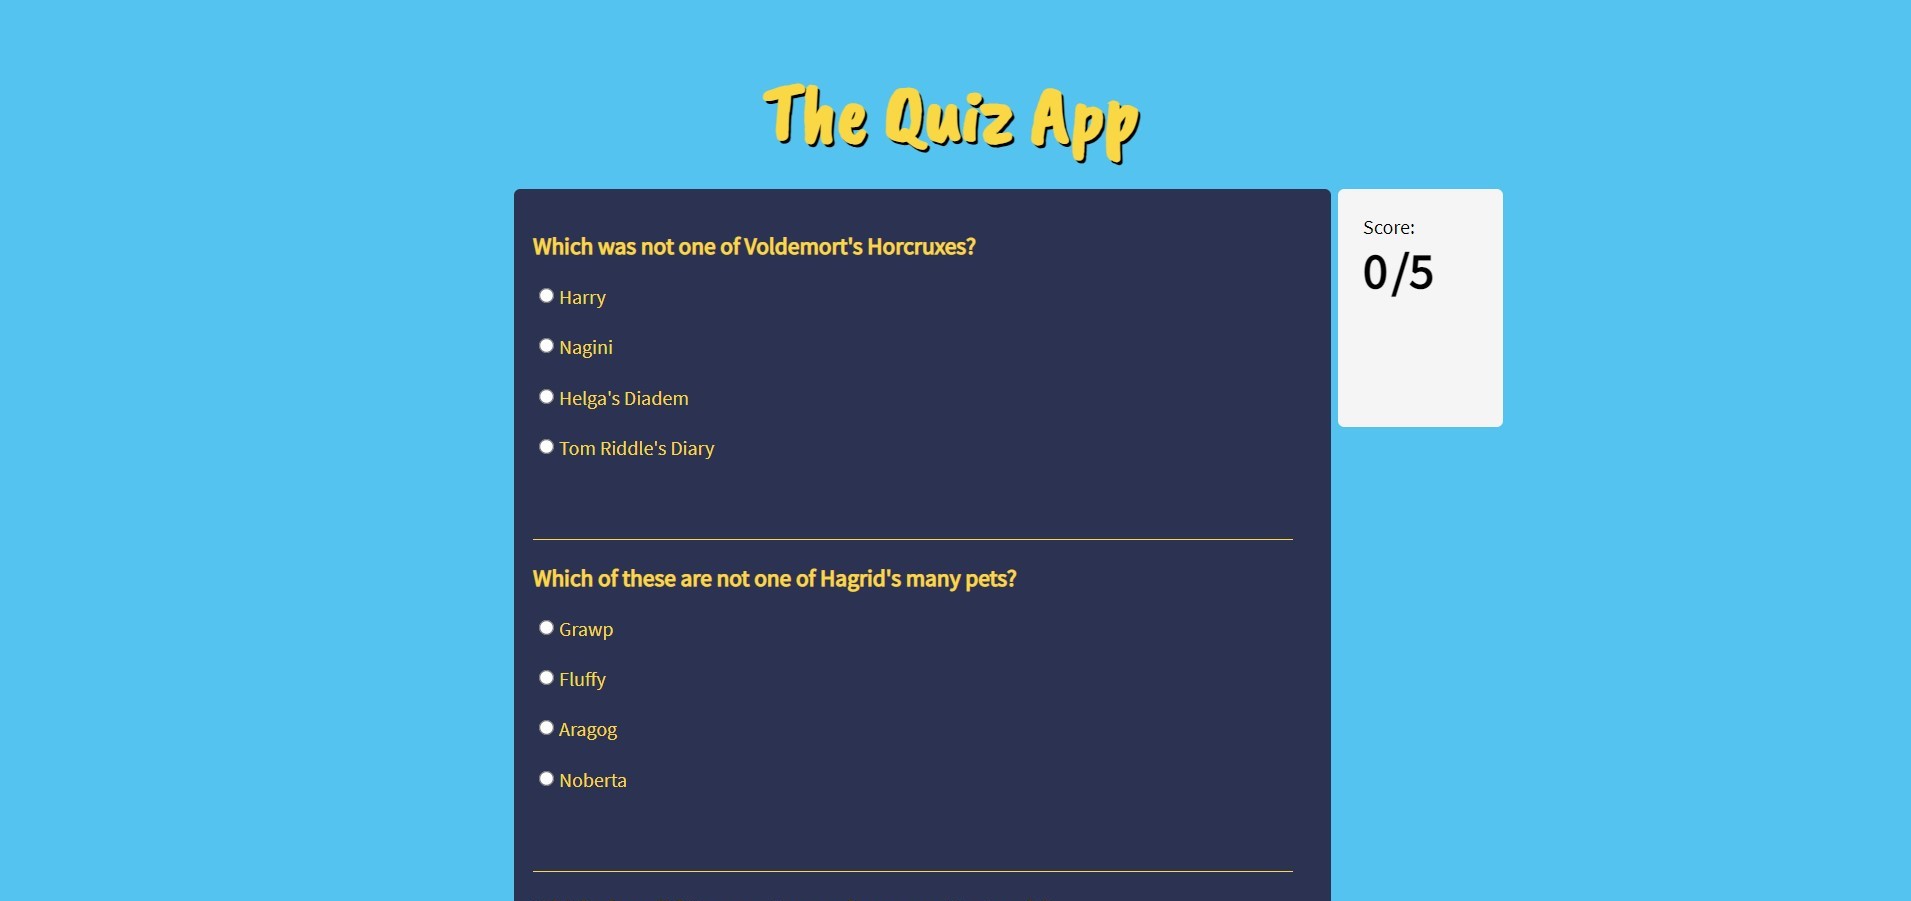 The Quiz App
Which was not one of Voldemort's Horcruxes?
Harry
Nagini
Helga's Diadem
Tom Riddle's Diary
Which of these are not one of Hagrid's many pets?
Grawp
Fluffy
Aragog
Noberta
Score:
0/5